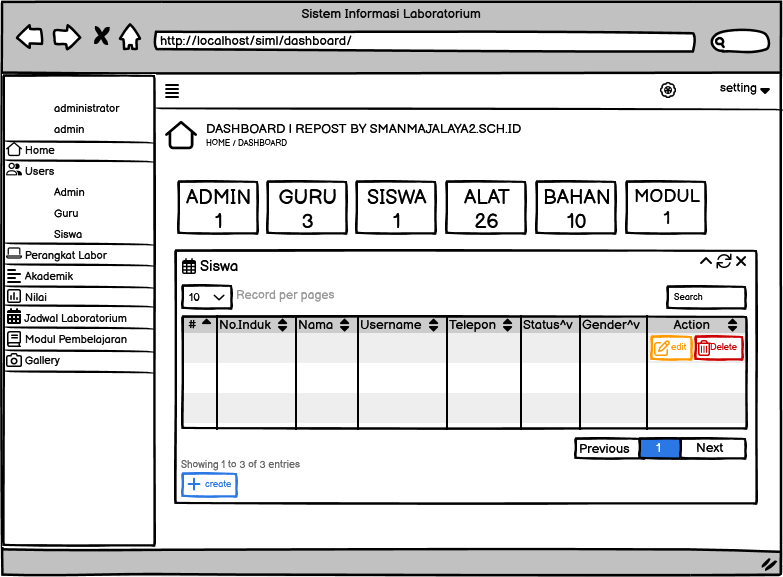 Sistem Informasi Laboratorium
http://localhost/siml/dashboard/
setting
administrator
admin
Home
Users
Admin
Guru
Siswa
Perangkat Labor
Akademik
Nilai
Jadwal Laboratorium
Modul Pembelajaran
Gallery
DASHBOARD | REPOST BY SMANMAJALAYA2.SCH.ID
HOME / DASHBOARD
ADMIN GURU SISWA ALAT BAHAN MODUL
1 3 1 26 10 1
Siswa
10 Record per pages Search
# No.Induk Nama Username Telepon Status^v Gender^v Action
edit Delete
Previous 1 Next
Showing 1 to 3 of 3 entries
create